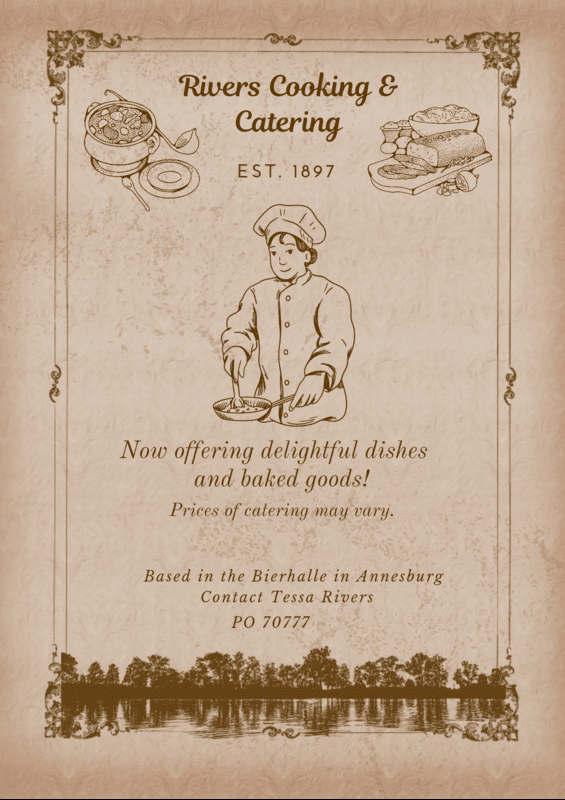 Rivers Cooking &
Catering
EST. 1897
Now offering delightful dishes
and baked goods!
Prices of catering may vary.
Based in the Bierhalle in Annesburg
Contact Tessa Rivers
PO 70777